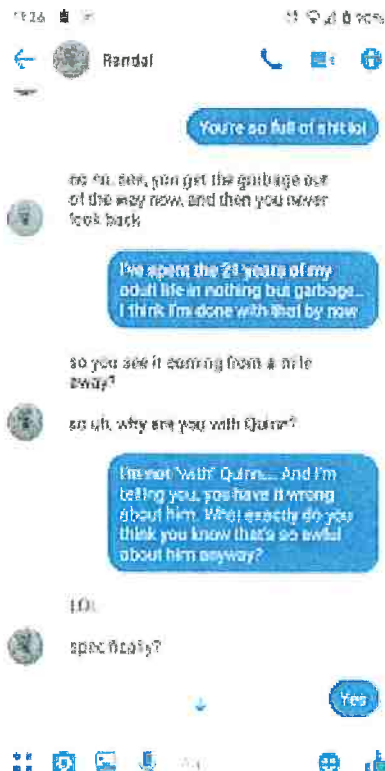 Randal
You're so full of shit lol
no no, see, you get the garbage out
of the way now, and then you never
look back
I've spent the 21 years of my
adult life in nothing but garbage...
I think I'm done with that by now
so you see it coming from a mile
away?
so uh, why are you with Quinn?
I'm not "with" Quinn.... And I'm
telling you, you have it wrong
about him. What exactly do you
think you know that's so awful
about him anyway?
LOL
specifically?
Yes